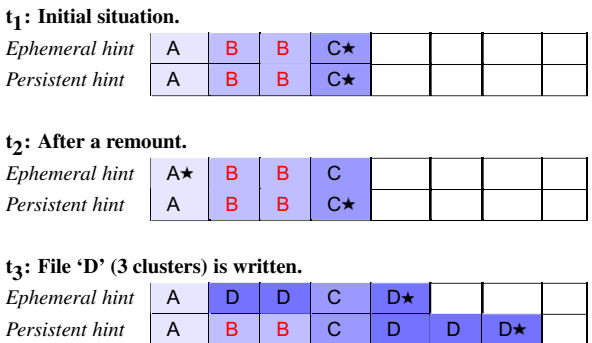 t1: Initial situation.
Ephemeral hint A B B C★
Persistent hint A B B C★
t2: After a remount.
Ephemeral hint A★ B B C
Persistent hint A B B C★
t3: File ‘D’ (3 clusters) is written.
Ephemeral hint A D D C D★
Persistent hint A B B C D D D★